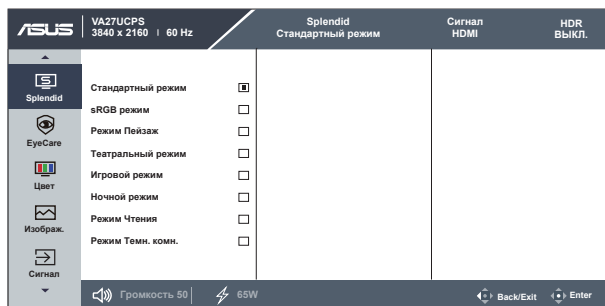 ASUS
VA27UCPS
3840 x 2160 | 60 Hz
Splendid
Стандартный режим
Сигнал
HDMI
HDR
ВЫКЛ.
Splendid
EyeCare
Цвет
Изображ.
Сигнал
Стандартный режим
sRGB режим
Режим Пейзаж
Театральный режим
Игровой режим
Ночной режим
Режим Чтения
Режим Темн. комн.
Громкость 50
65W
Back/Exit
Enter